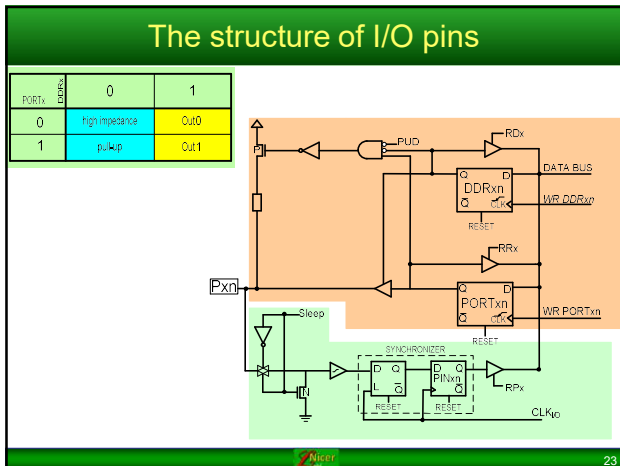 The structure of I/O pins
PORTx DDRx 0 1
0 high impedance Out0
1 pull-up Out1
PUD
RDx
P
Q D
DATA BUS
DDRxn
Q CLK
WR DDRxn
RESET
RRx
Pxn
Q D
PORTxn
Q CLK
WR PORTxn
RESET
Sleep
SYNCHRONIZER
D Q
D Q
PINxn
L Q
Q
N
RPx
RESET
RESET
CLKI/O
Nicer
23